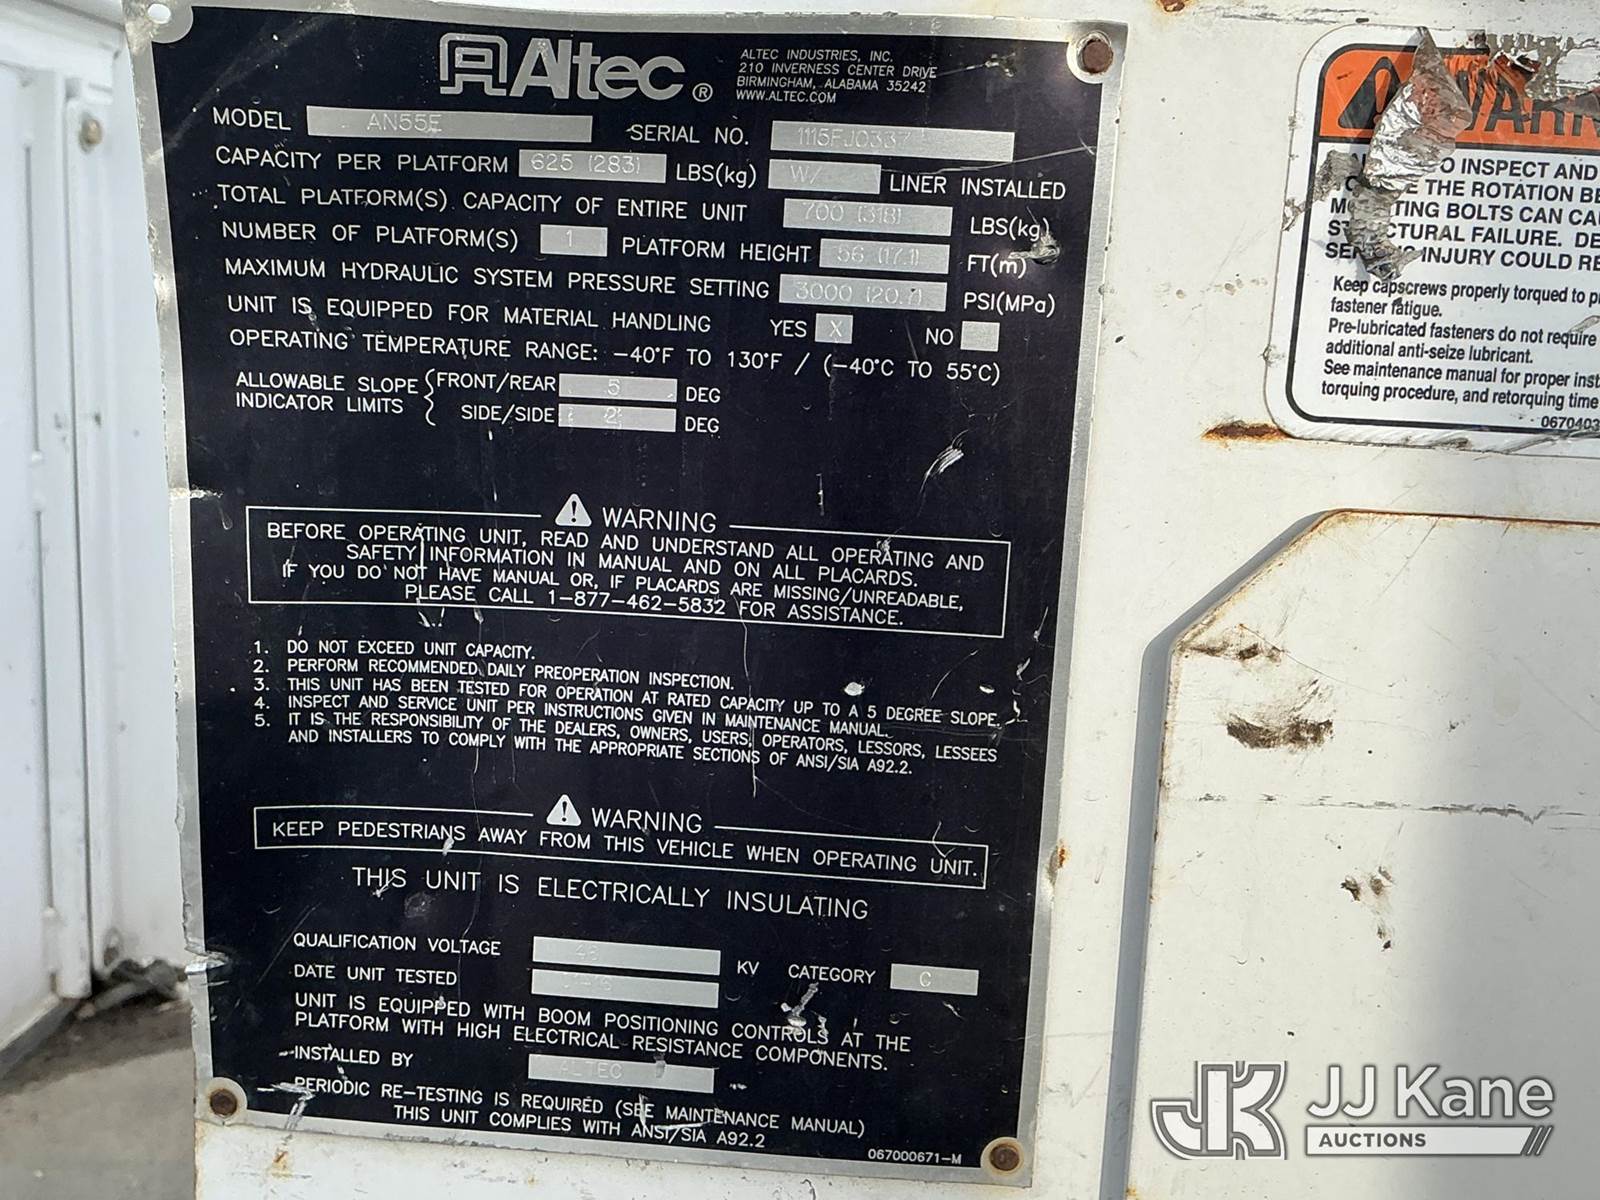 Altec ®
ALTEC INDUSTRIES, INC.
210 INVERNESS CENTER DRIVE
BIRMINGHAM, ALABAMA 35242
WWW.ALTEC.COM
MODEL AN55E SERIAL NO. 1115FJ0337
CAPACITY PER PLATFORM 625 (283) LBS(kg) W/ LINER INSTALLED
TOTAL PLATFORM(S) CAPACITY OF ENTIRE UNIT 700 (318) LBS(kg)
NUMBER OF PLATFORM(S) 1 PLATFORM HEIGHT 56 (17.1) FT(m)
MAXIMUM HYDRAULIC SYSTEM PRESSURE SETTING 3000 (20.7) PSI(MPa)
UNIT IS EQUIPPED FOR MATERIAL HANDLING YES X NO
OPERATING TEMPERATURE RANGE: -40°F TO 130°F / (-40°C TO 55°C)
ALLOWABLE SLOPE INDICATOR LIMITS { FRONT/REAR 5 DEG
SIDE/SIDE 2 DEG
WARNING
BEFORE OPERATING UNIT, READ AND UNDERSTAND ALL OPERATING AND
SAFETY INFORMATION IN MANUAL AND ON ALL PLACARDS.
IF YOU DO NOT HAVE MANUAL OR, IF PLACARDS ARE MISSING/UNREADABLE,
PLEASE CALL 1-877-462-5832 FOR ASSISTANCE.
1. DO NOT EXCEED UNIT CAPACITY.
2. PERFORM RECOMMENDED DAILY PREOPERATION INSPECTION.
3. THIS UNIT HAS BEEN TESTED FOR OPERATION AT RATED CAPACITY UP TO A 5 DEGREE SLOPE.
4. INSPECT AND SERVICE UNIT PER INSTRUCTIONS GIVEN IN MAINTENANCE MANUAL.
5. IT IS THE RESPONSIBILITY OF THE DEALERS, OWNERS, USERS, OPERATORS, LESSORS, LESSEES
AND INSTALLERS TO COMPLY WITH THE APPROPRIATE SECTIONS OF ANSI/SIA A92.2.
WARNING
KEEP PEDESTRIANS AWAY FROM THIS VEHICLE WHEN OPERATING UNIT.
THIS UNIT IS ELECTRICALLY INSULATING
QUALIFICATION VOLTAGE 46 KV CATEGORY C
DATE UNIT TESTED
UNIT IS EQUIPPED WITH BOOM POSITIONING CONTROLS AT THE
PLATFORM WITH HIGH ELECTRICAL RESISTANCE COMPONENTS.
INSTALLED BY ALTEC
PERIODIC RE-TESTING IS REQUIRED (SEE MAINTENANCE MANUAL)
THIS UNIT COMPLIES WITH ANSI/SIA A92.2
067000671-M
TO INSPECT AND
THE ROTATION BE
TING BOLTS CAN CAU
CTURAL FAILURE. DE
INJURY COULD RE
Keep capscrews properly torqued to p
fastener fatigue.
Pre-lubricated fasteners do not require
additional anti-seize lubricant.
See maintenance manual for proper inst
torquing procedure, and retorquing time
0670403
JK JJ Kane
AUCTIONS